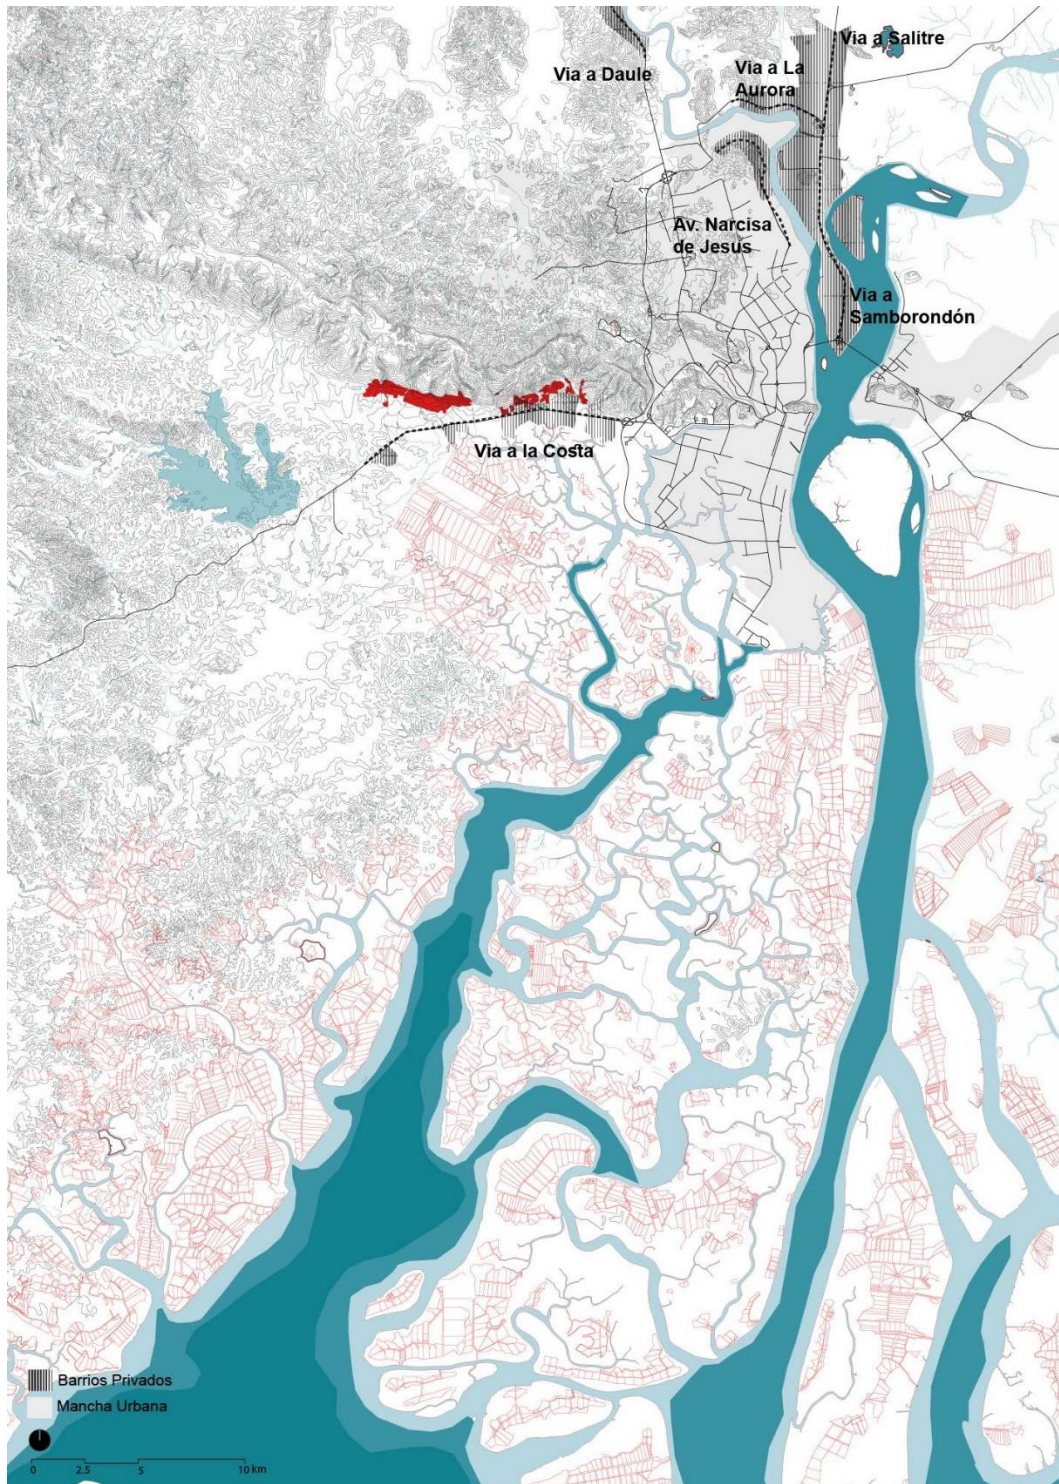 Via a Salitre
Via a Daule
Via a La
Aurora
Av. Narcisa
de Jesus
Via a
Samborondón
Via a la Costa
Barrios Privados
Mancha Urbana
0 2.5 5 10 km